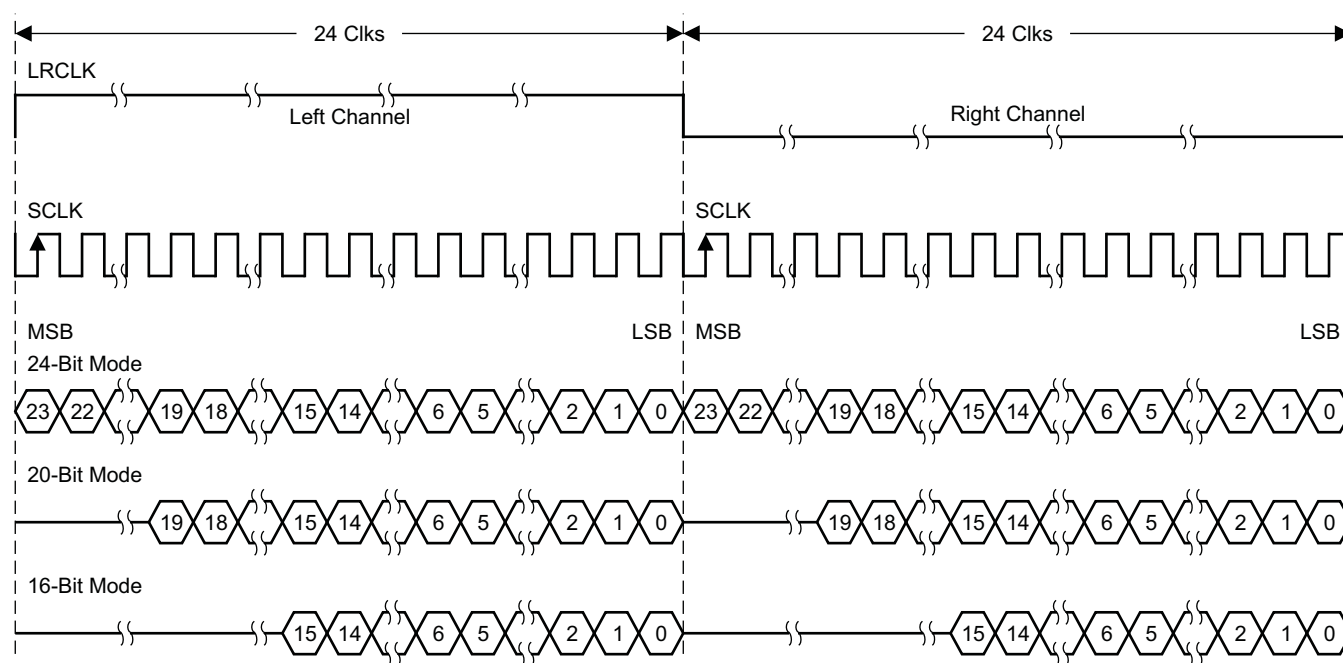 24 Clks 24 Clks
LRCLK
Left Channel Right Channel
SCLK SCLK
MSB LSB MSB LSB
24-Bit Mode
23 22 19 18 15 14 6 5 2 1 0 23 22 19 18 15 14 6 5 2 1 0
20-Bit Mode
19 18 15 14 6 5 2 1 0 19 18 15 14 6 5 2 1 0
16-Bit Mode
15 14 6 5 2 1 0 15 14 6 5 2 1 0